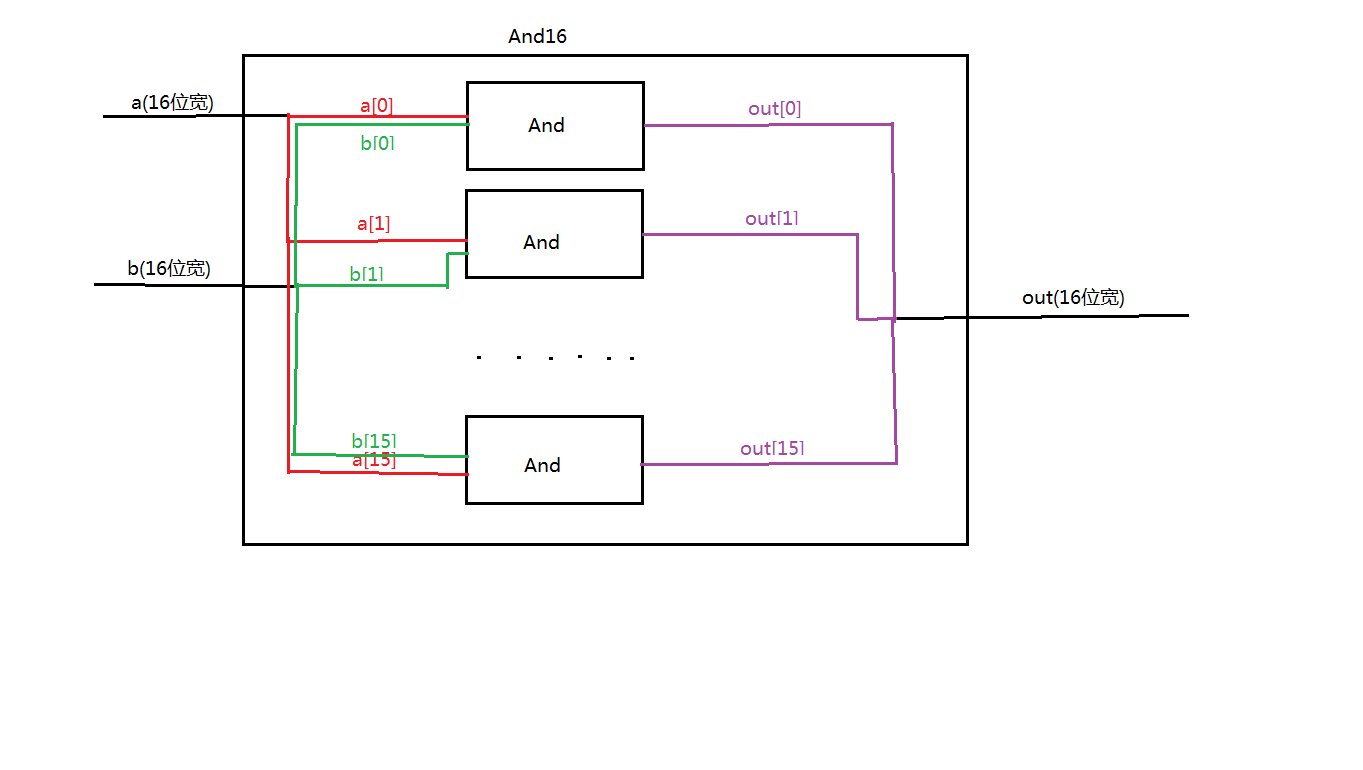 And16
a(16位宽)
a[0]
And
out[0]
b[0]
a[1]
And
out[1]
b(16位宽)
b[1]
out(16位宽)
. . . . . .
b[15]
a[15]
And
out[15]